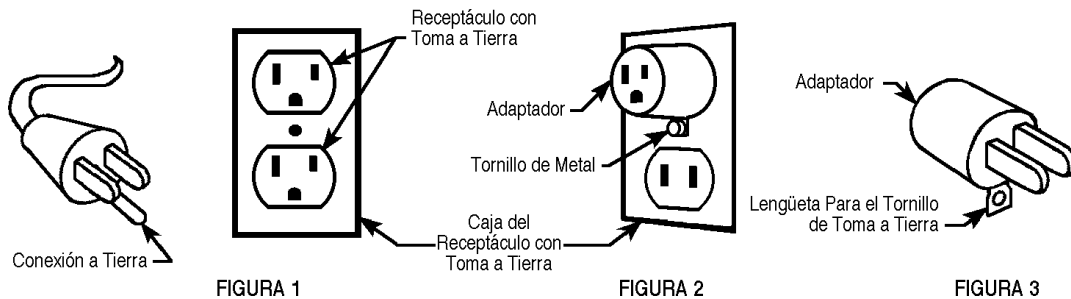 Receptáculo con
Toma a Tierra
Conexión a Tierra
Caja del
Receptáculo con
Toma a Tierra
FIGURA 1
Adaptador
Tornillo de Metal
FIGURA 2
Adaptador
Lengüeta Para el Tornillo
de Toma a Tierra
FIGURA 3